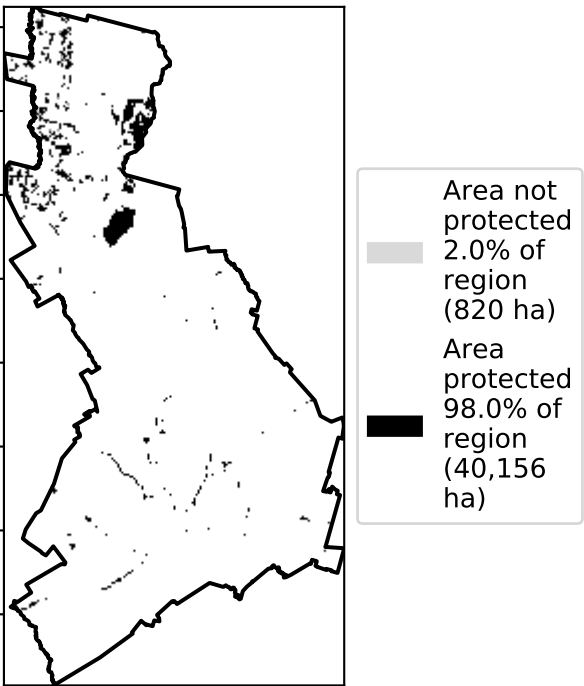 Area not
protected
2.0% of
region
(820 ha)
Area
protected
98.0% of
region
(40,156
ha)